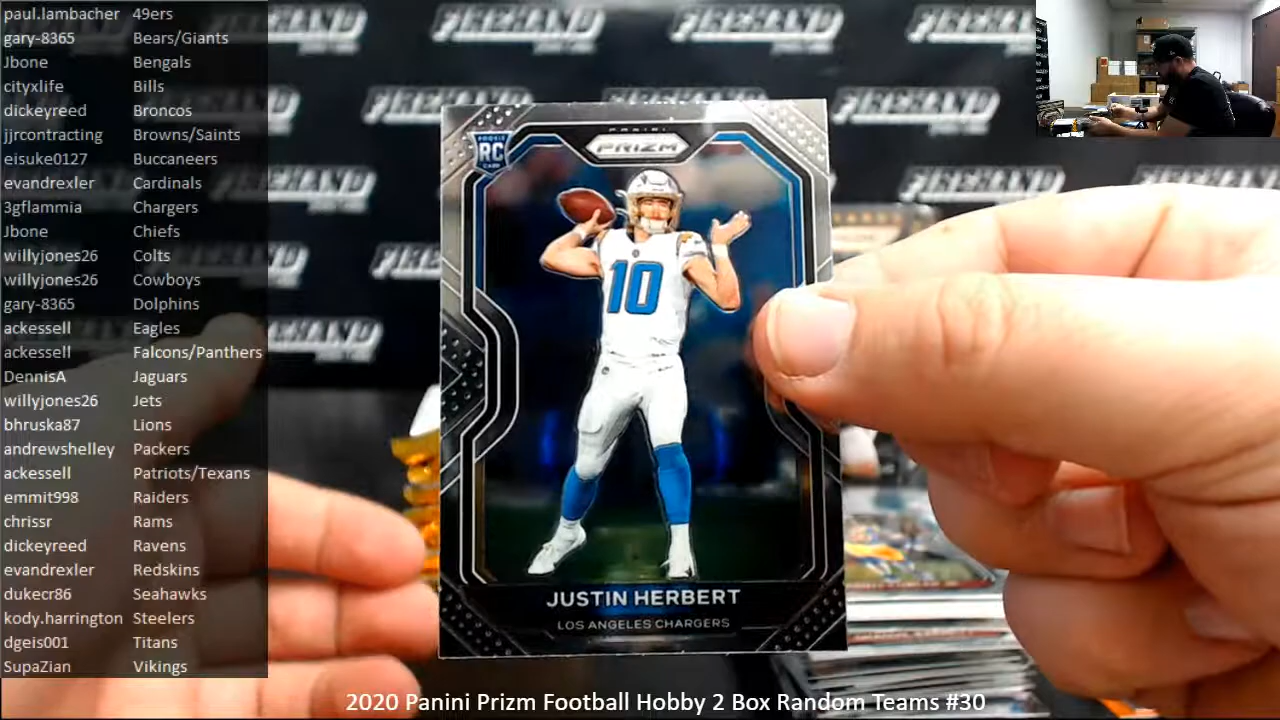 paul.lambacher 49ers
gary-8365 Bears/Giants
Jbone Bengals
cityxlife Bills
dickeyreed Broncos
jjrcontracting Browns/Saints
eisuke0127 Buccaneers
evandrexler Cardinals
3gflammia Chargers
Jbone Chiefs
willyjones26 Colts
willyjones26 Cowboys
gary-8365 Dolphins
ackessell Eagles
ackessell Falcons/Panthers
DennisA Jaguars
willyjones26 Jets
bhruska87 Lions
andrewshelley Packers
ackessell Patriots/Texans
emmit998 Raiders
chrissr Rams
dickeyreed Ravens
evandrexler Redskins
dukecr86 Seahawks
kody.harrington Steelers
dgeis001 Titans
SupaZian Vikings
FIREHAND FIREHAND FIREHAND
FIREHAND
ROOKIE
RC
CARD
PANINI
PRIZM
10
JUSTIN HERBERT
LOS ANGELES CHARGERS
2020 Panini Prizm Football Hobby 2 Box Random Teams #30